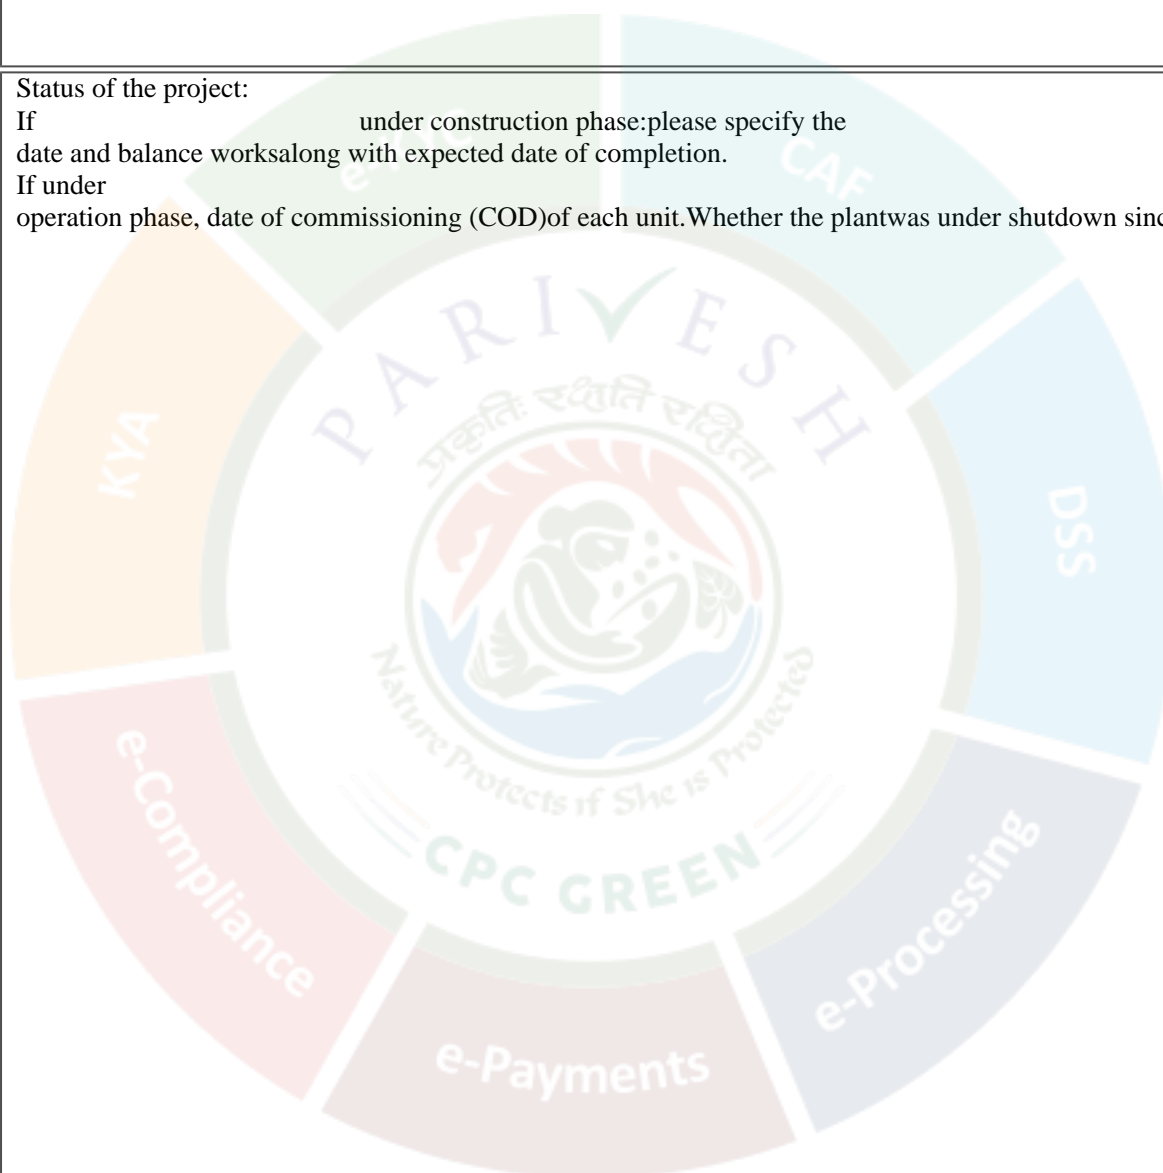 Status of the project:
If under construction phase:please specify the
date and balance worksalong with expected date of completion.
If under
operation phase, date of commissioning (COD)of each unit.Whether the plantwas under shutdown sinc
e-KYC
CAF
KYA
DSS
PARIVESH
प्रकृतिः रक्षति रक्षिता
Nature Protects if She is Protected
CPC GREEN
e-Compliance
e-Processing
e-Payments